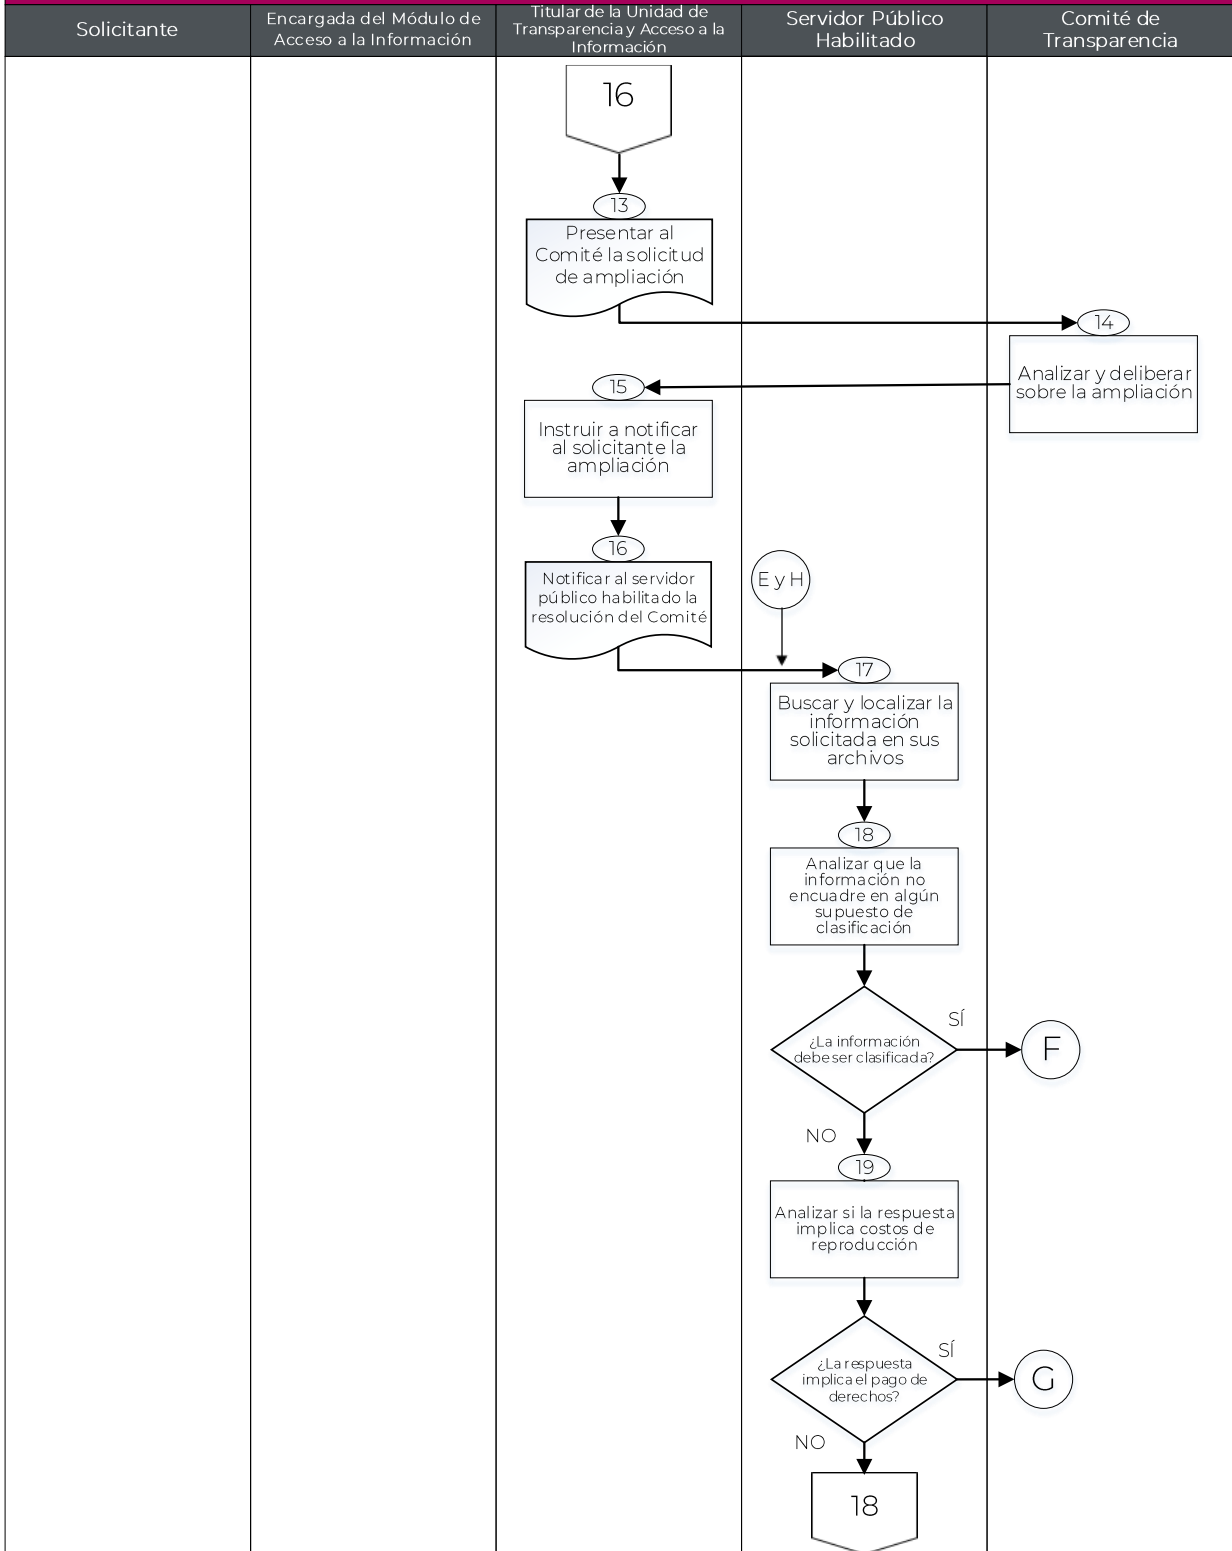 Solicitante
Encargada del Módulo de
Acceso a la Información
Titular de la Unidad de
Transparencia y Acceso a la
Información
Servidor Público
Habilitado
Comité de
Transparencia
16
13
Presentar al
Comité la solicitud
de ampliación
14
Analizar y deliberar
sobre la ampliación
15
Instruir a notificar
al solicitante la
ampliación
16
Notificar al servidor
público habilitado la
resolución del Comité
E y H
17
Buscar y localizar la
información
solicitada en sus
archivos
18
Analizar que la
información no
encuadre en algún
supuesto de
clasificación
¿La información
debe ser clasificada?
SÍ
F
NO
19
Analizar si la respuesta
implica costos de
reproducción
¿La respuesta
implica el pago de
derechos?
SÍ
G
NO
18